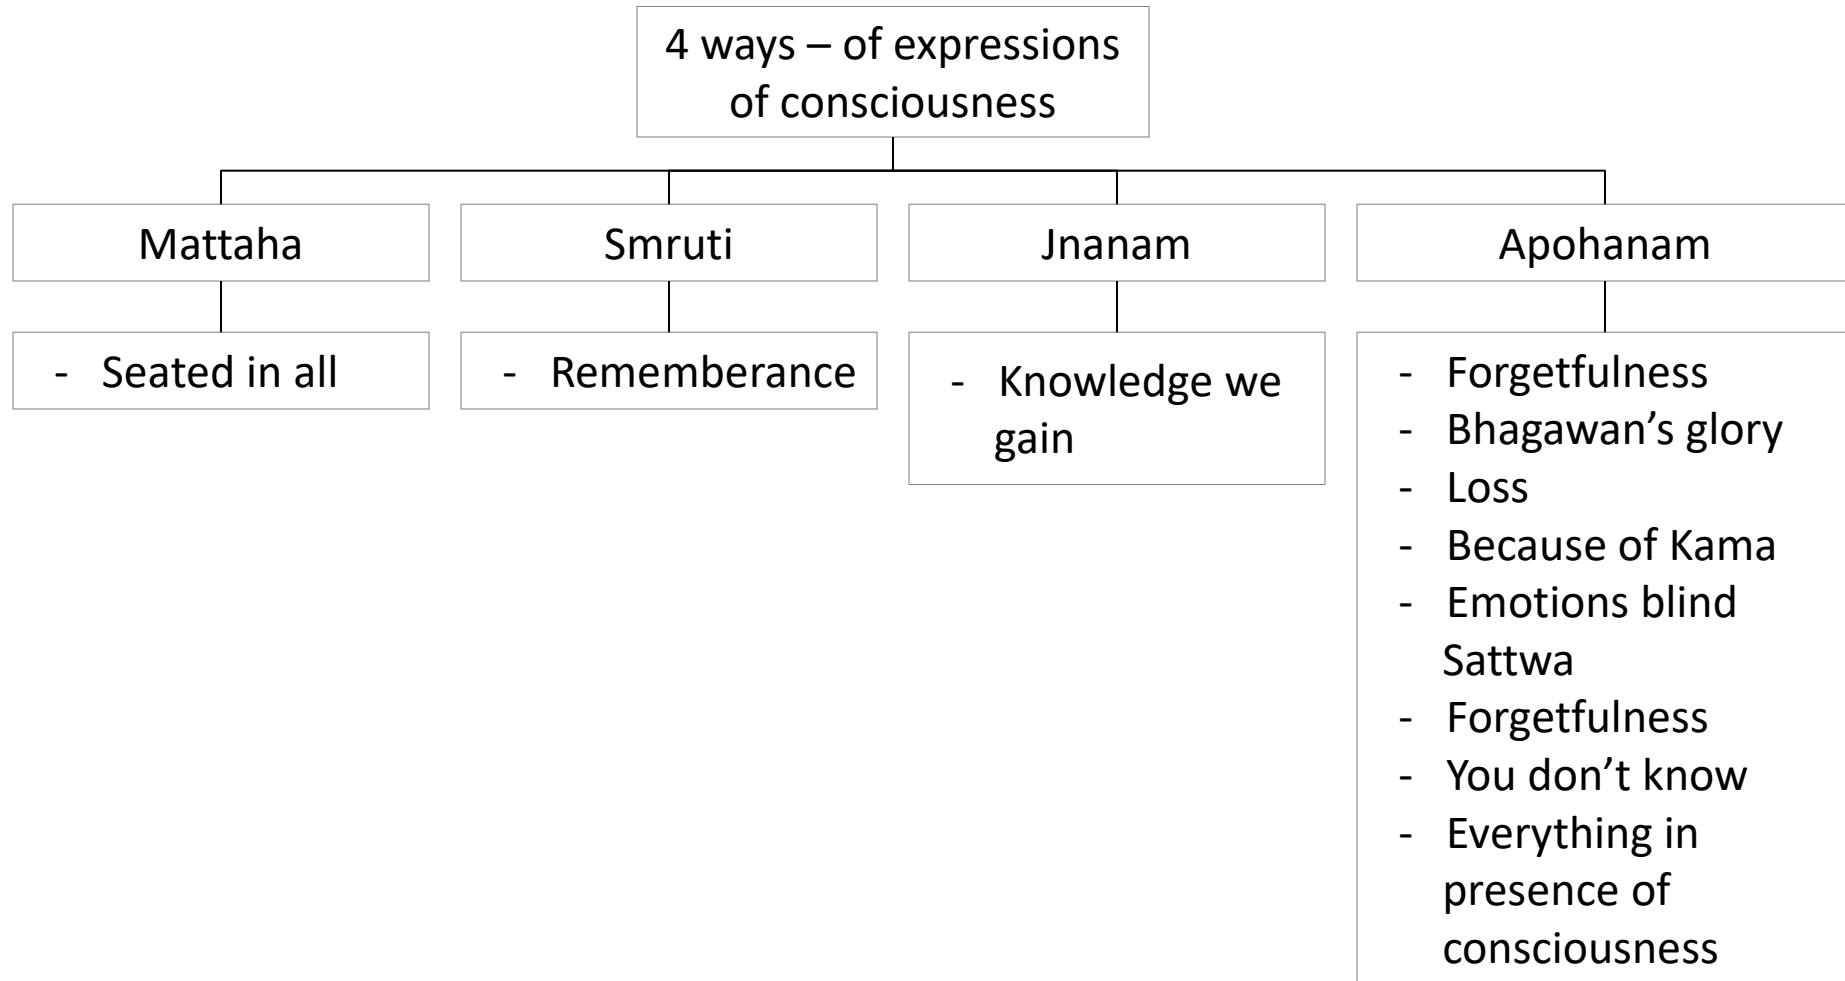 4 ways – of expressions
of consciousness
Mattaha
Smruti
Jnanam
Apohanam
- Seated in all
- Rememberance
- Knowledge we
gain
- Forgetfulness
- Bhagawan’s glory
- Loss
- Because of Kama
- Emotions blind
Sattwa
- Forgetfulness
- You don’t know
- Everything in
presence of
consciousness